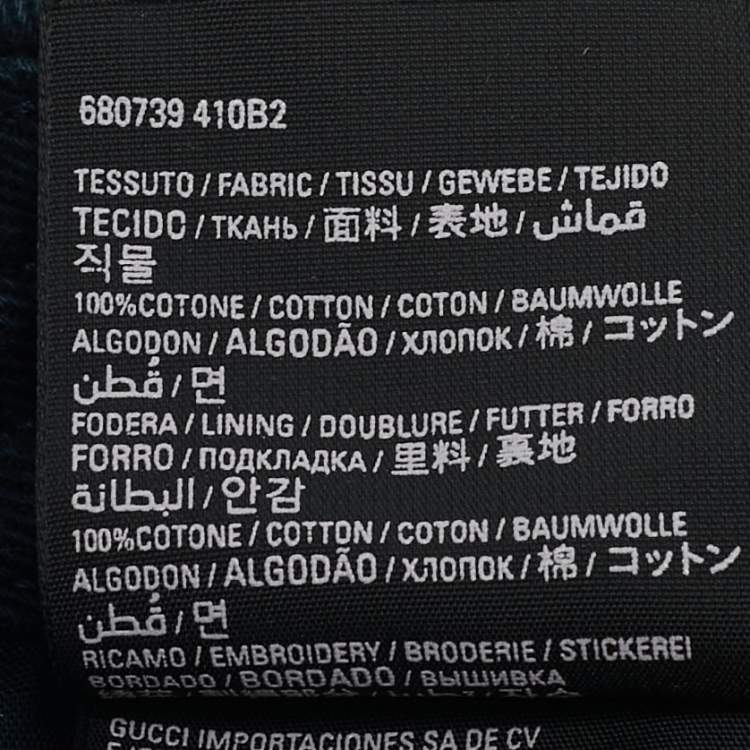 680739 410B2
TESSUTO / FABRIC / TISSU / GEWEBE / TEJIDO
TECIDO / ТКАНЬ / 面料 / 表地 / قماش
직물
100%COTONE / COTTON / COTON / BAUMWOLLE
ALGODON / ALGODÃO / ХЛОПОК / 棉 / コットン
قُطن / 면
FODERA / LINING / DOUBLURE / FUTTER / FORRO
FORRO / ПОДКЛАДКА / 里料 / 裏地
البطانة / 안감
100%COTONE / COTTON / COTON / BAUMWOLLE
ALGODON / ALGODÃO / ХЛОПОК / 棉 / コットン
قُطن / 면
RICAMO / EMBROIDERY / BRODERIE / STICKEREI
BORDADO / BORDADO / ВЫШИВКА
GUCCI IMPORTACIONES SA DE CV